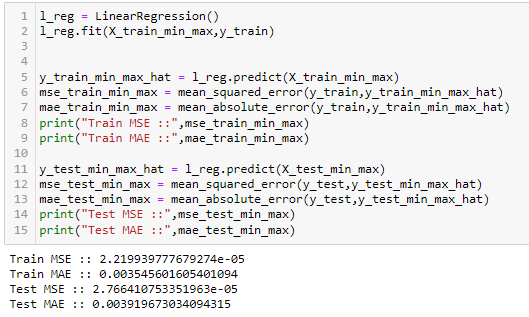 1 l_reg = LinearRegression()
2 l_reg.fit(X_train_min_max,y_train)
3
4
5 y_train_min_max_hat = l_reg.predict(X_train_min_max)
6 mse_train_min_max = mean_squared_error(y_train,y_train_min_max_hat)
7 mae_train_min_max = mean_absolute_error(y_train,y_train_min_max_hat)
8 print("Train MSE ::",mse_train_min_max)
9 print("Train MAE ::",mae_train_min_max)
10
11 y_test_min_max_hat = l_reg.predict(X_test_min_max)
12 mse_test_min_max = mean_squared_error(y_test,y_test_min_max_hat)
13 mae_test_min_max = mean_absolute_error(y_test,y_test_min_max_hat)
14 print("Test MSE ::",mse_test_min_max)
15 print("Test MAE ::",mae_test_min_max)
Train MSE :: 2.219939777679274e-05
Train MAE :: 0.003545601605401094
Test MSE :: 2.766410753351963e-05
Test MAE :: 0.003919673034094315